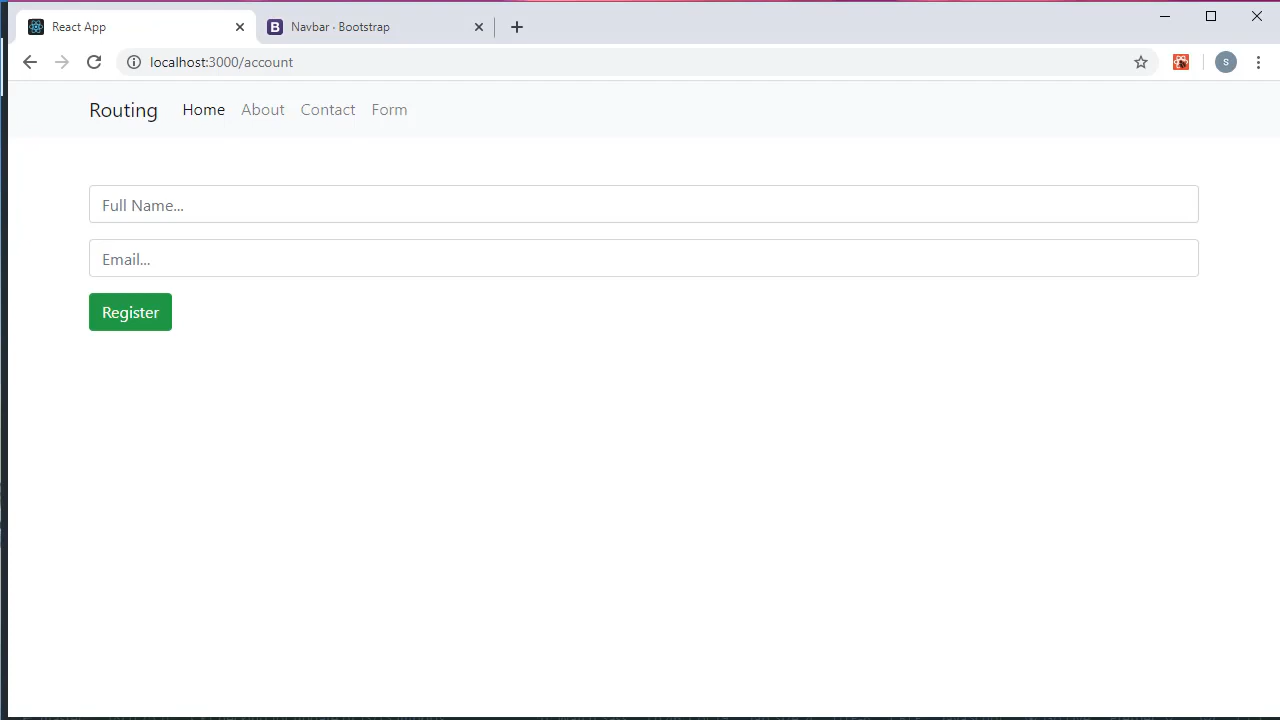 React App
B Navbar · Bootstrap
localhost:3000/account
S
Routing Home About Contact Form
Full Name...
Email...
Register